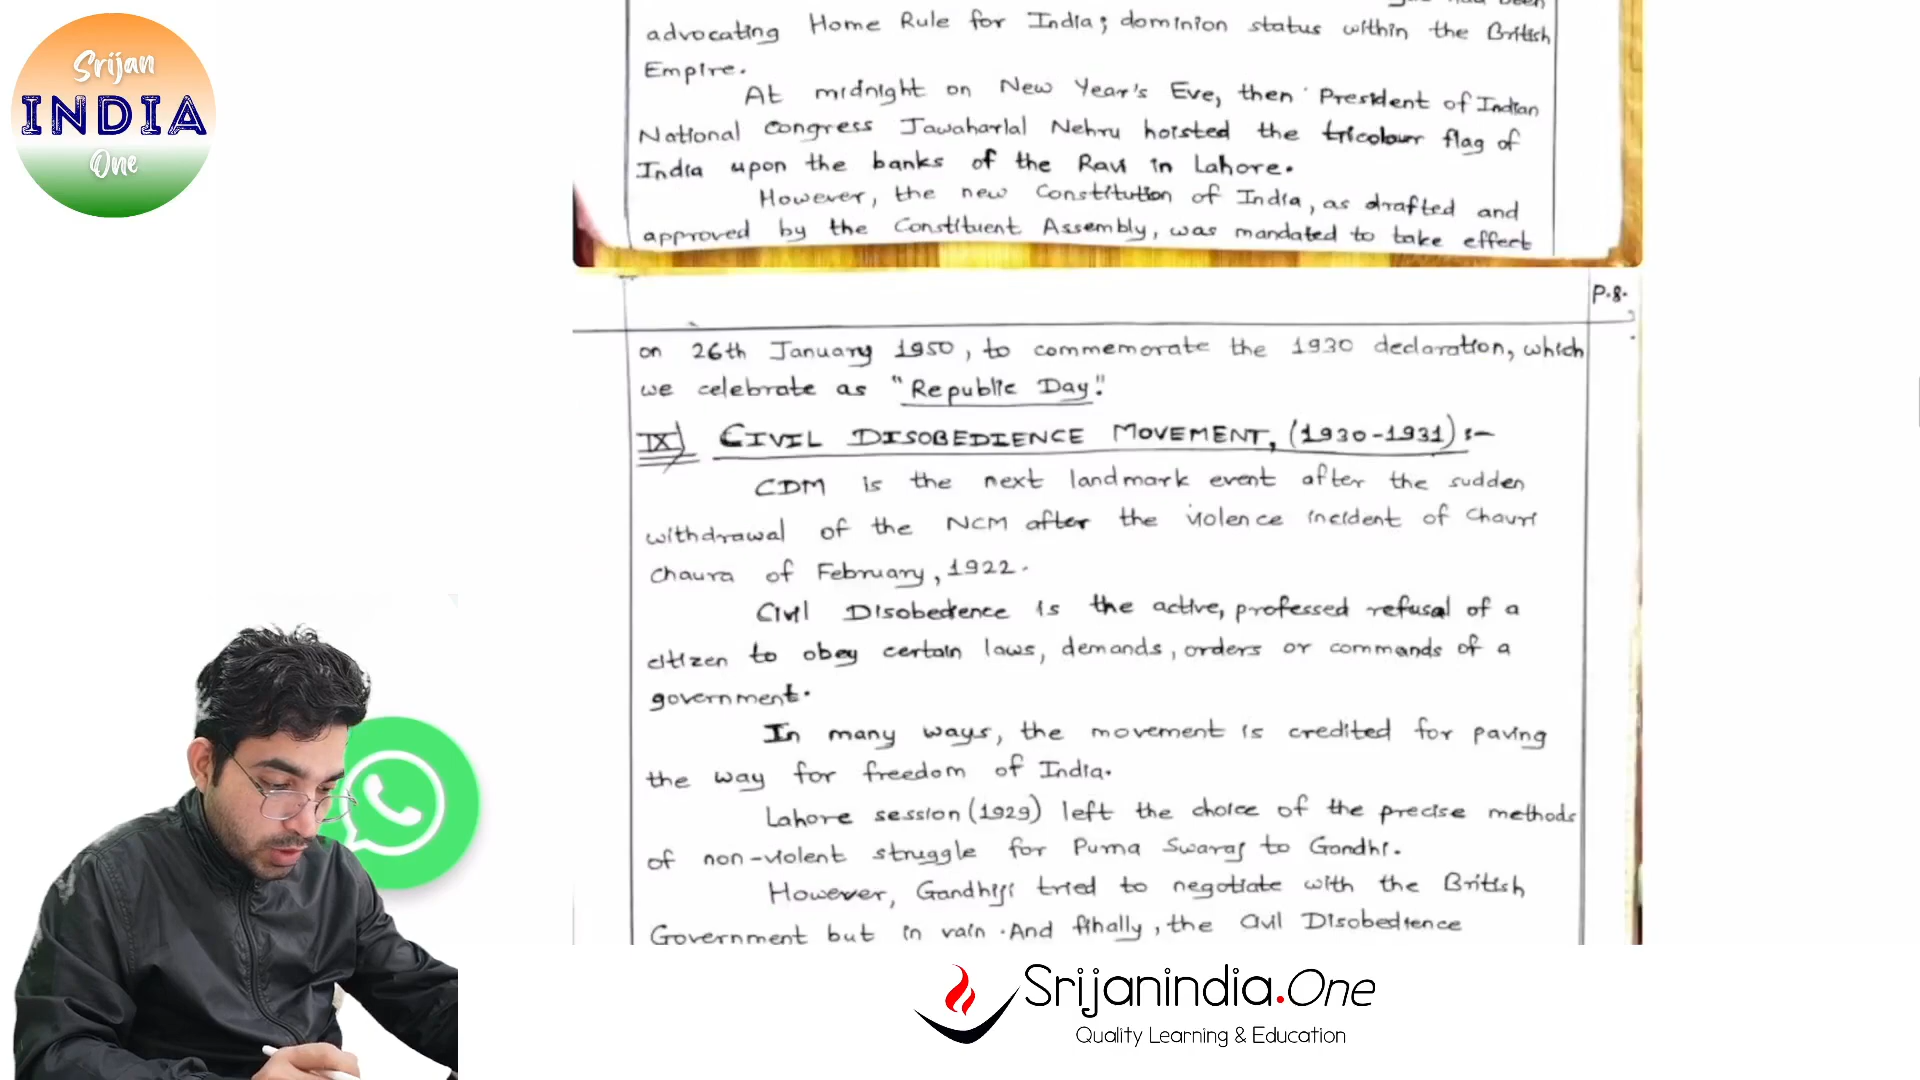 Srijan
INDIA
One
advocating Home Rule for India; dominion status within the British
Empire.
At midnight on New Year's Eve, then President of Indian
National Congress Jawaharlal Nehru hoisted the tricolour flag of
India upon the banks of the Ravi in Lahore.
However, the new Constitution of India, as drafted and
approved by the Constituent Assembly, was mandated to take effect
P.8.
on 26th January 1950, to commemorate the 1930 declaration, which
we celebrate as "Republic Day."
IX) CIVIL DISOBEDIENCE MOVEMENT, (1930-1931) :-
CDM is the next landmark event after the sudden
withdrawal of the NCM after the violence incident of Chauri
Chaura of February, 1922.
Civil Disobedience is the active, professed refusal of a
citizen to obey certain laws, demands, orders or commands of a
government.
In many ways, the movement is credited for paving
the way for freedom of India.
Lahore session (1929) left the choice of the precise methods
of non-violent struggle for Purna Swaraj to Gandhi.
However, Gandhiji tried to negotiate with the British
Government but in vain. And finally, the Civil Disobedience
Srijanindia.One
Quality Learning & Education